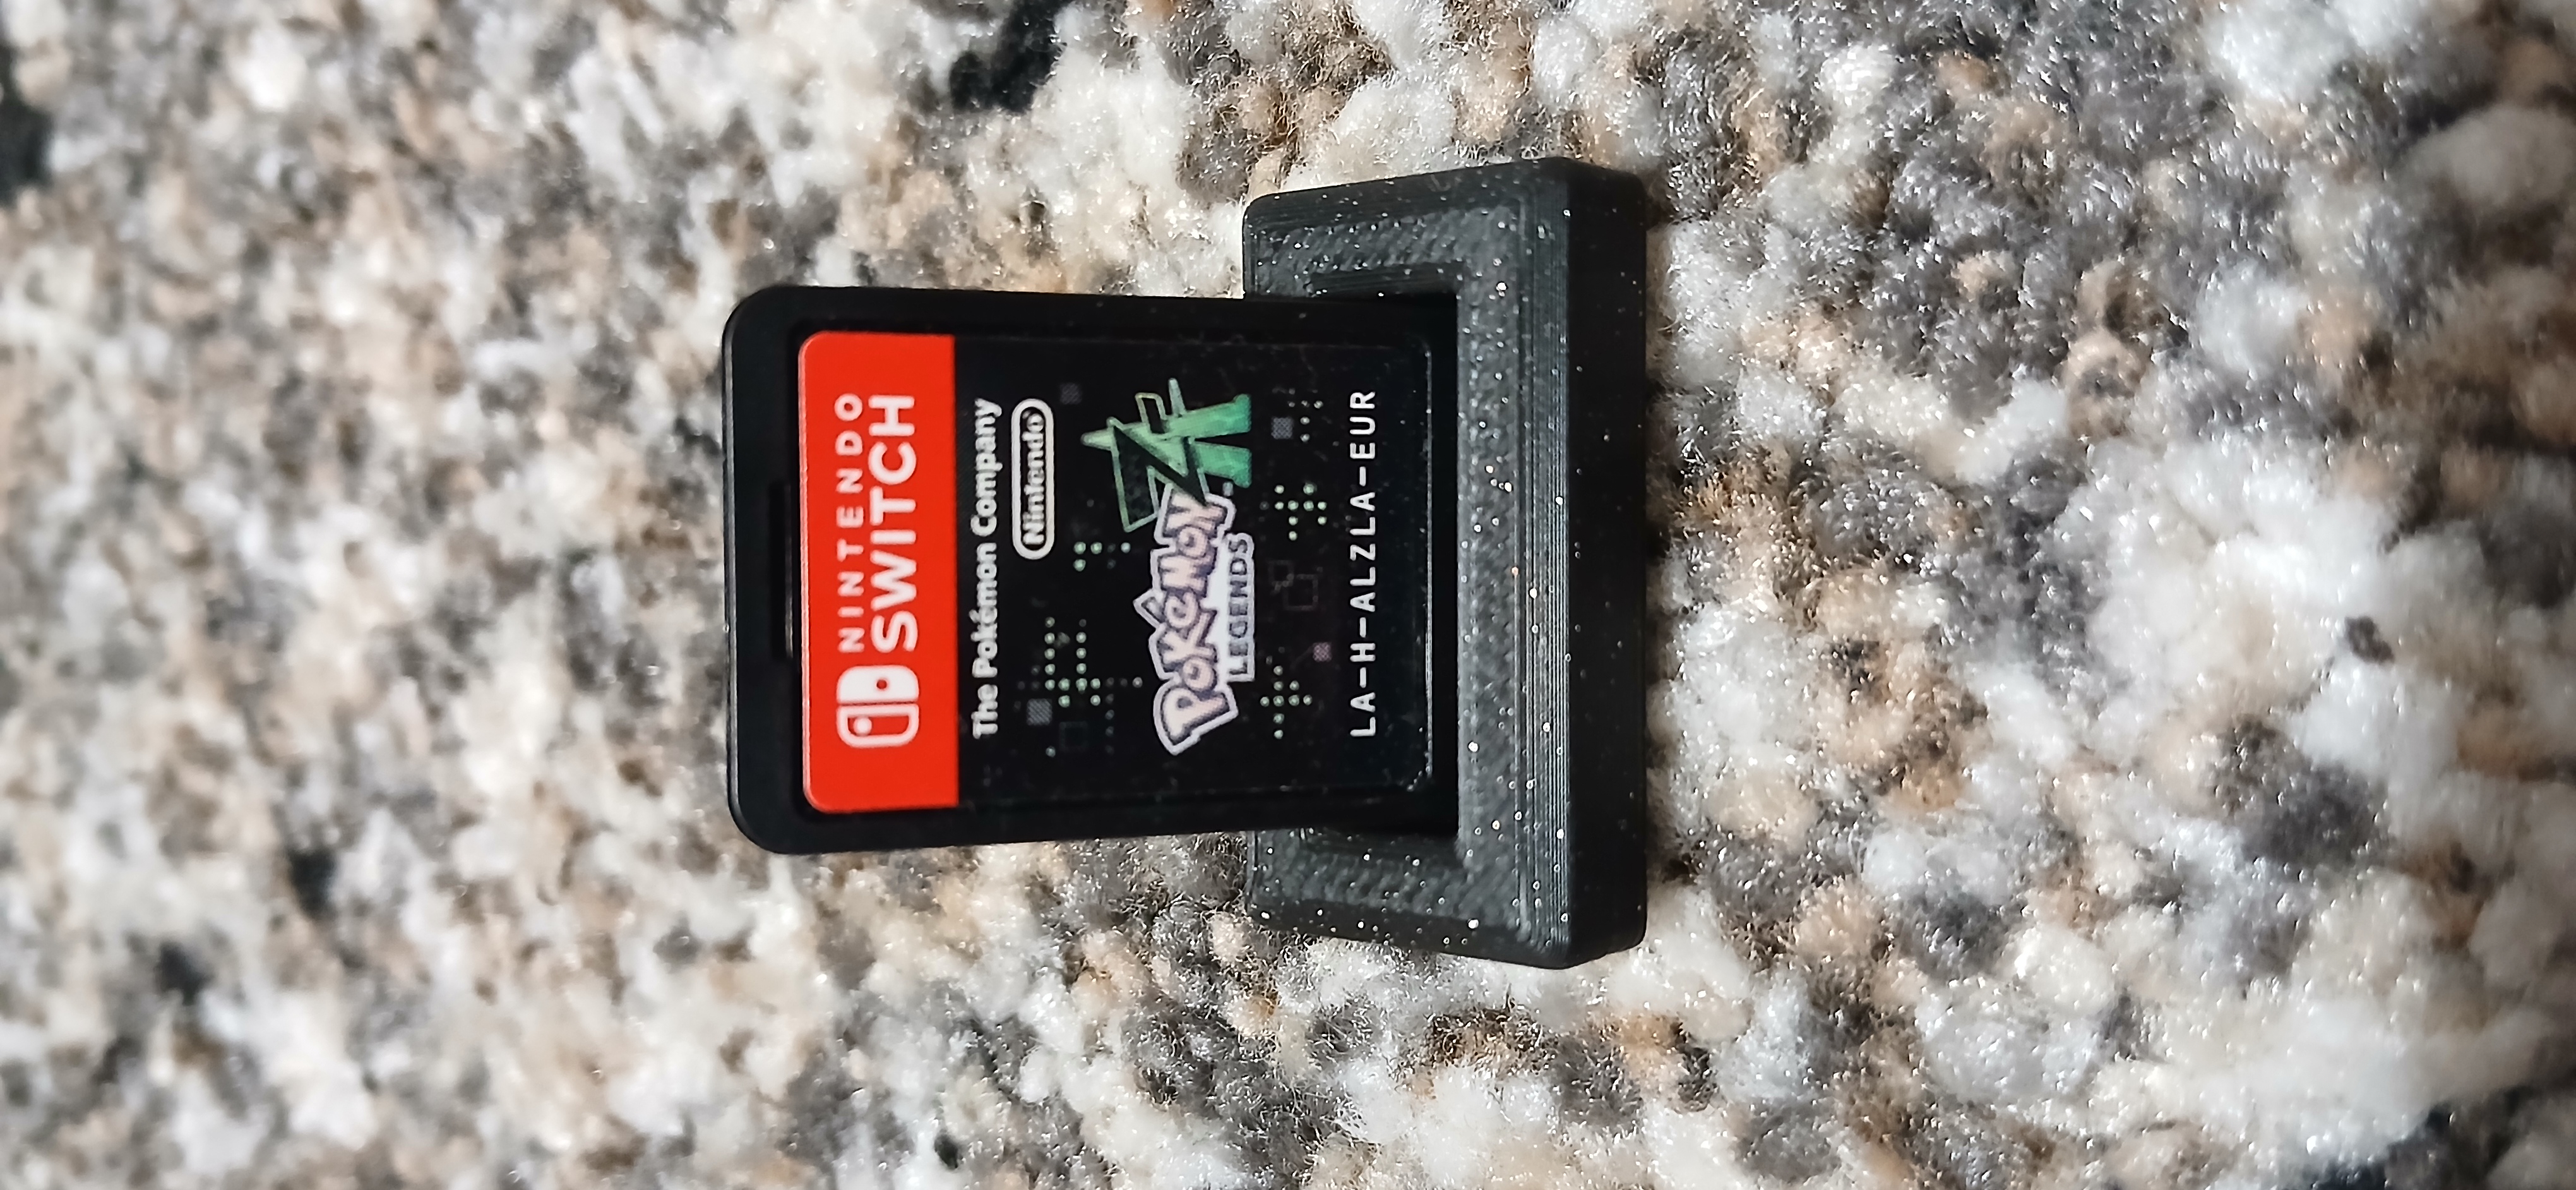 NINTENDO
SWITCH
The Pokémon Company
Nintendo
POKéMON
LEGENDS
Z-A
LA-H-ALZLA-EUR